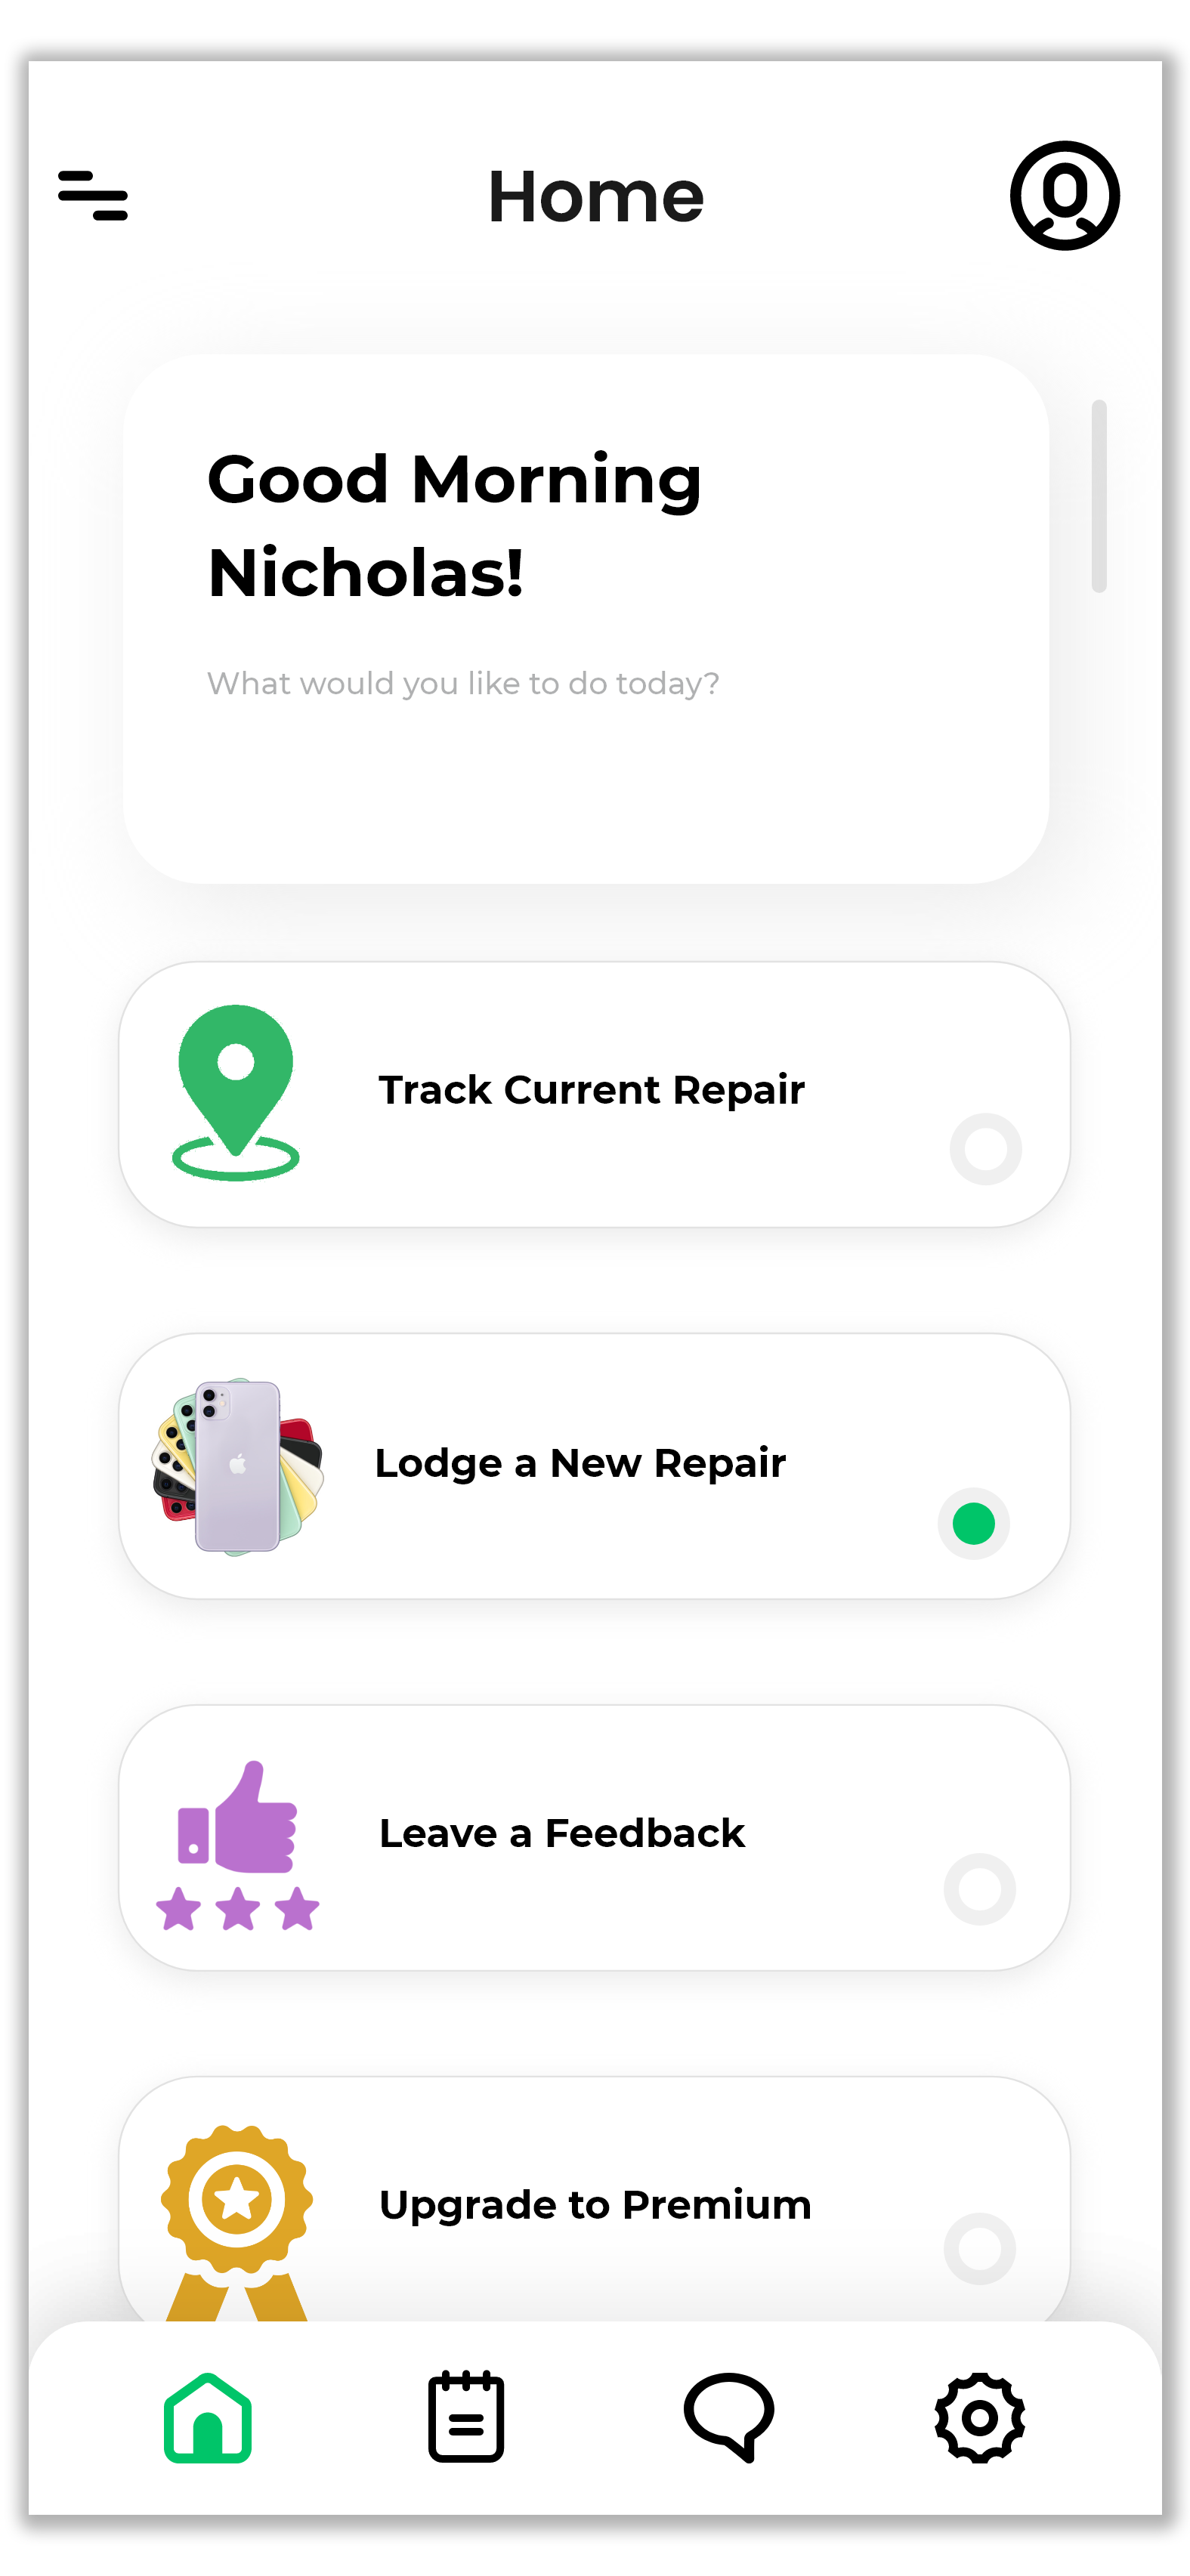 Home
Good Morning
Nicholas!
What would you like to do today?
Track Current Repair
Lodge a New Repair
Leave a Feedback
Upgrade to Premium